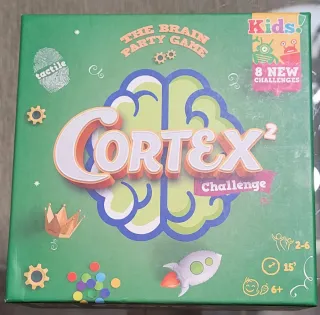 THE BRAIN
PARTY GAME
Kids!
8 NEW
CHALLENGES
tactile
CORTEX²
Challenge
2-6
15'
6+